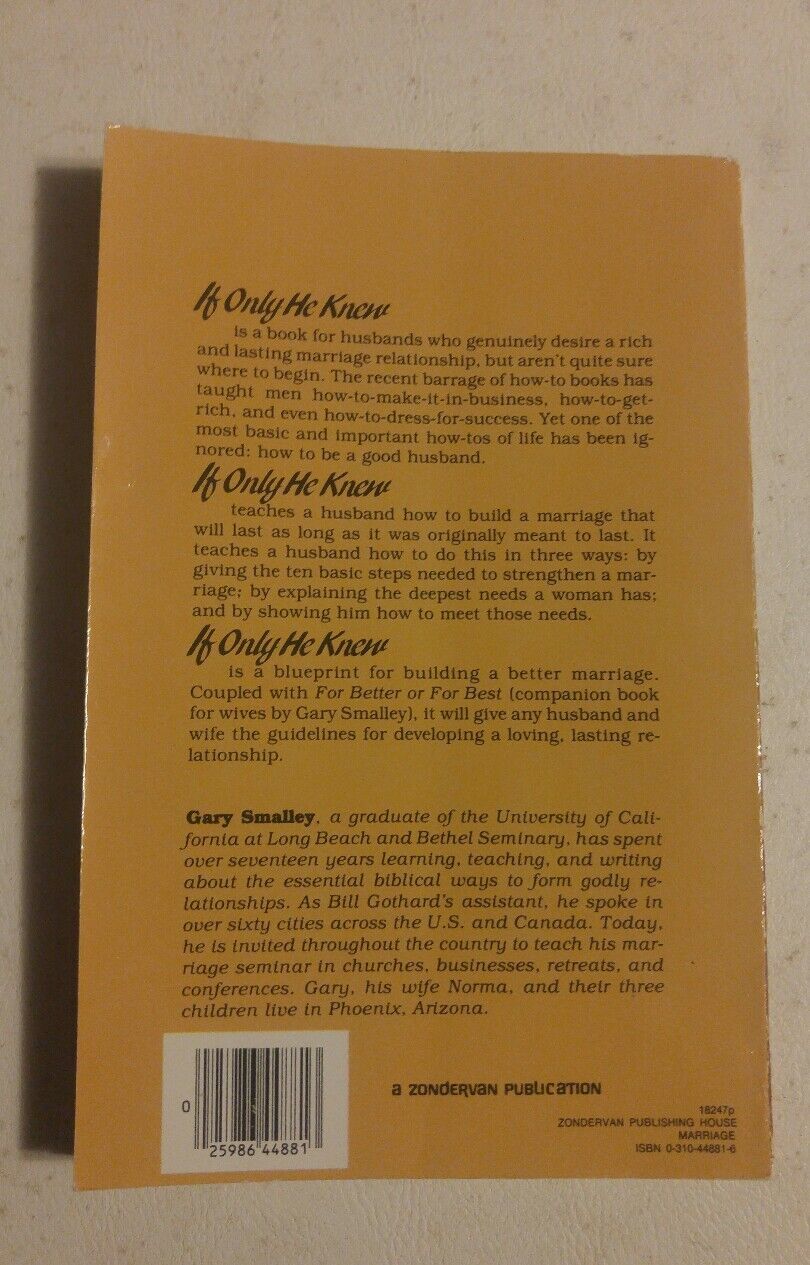 If Only He Knew
is a book for husbands who genuinely desire a rich
and lasting marriage relationship, but aren't quite sure
where to begin. The recent barrage of how-to books has
taught men how-to-make-it-in-business, how-to-get-
rich, and even how-to-dress-for-success. Yet one of the
most basic and important how-tos of life has been ig-
nored: how to be a good husband.
If Only He Knew
teaches a husband how to build a marriage that
will last as long as it was originally meant to last. It
teaches a husband how to do this in three ways: by
giving the ten basic steps needed to strengthen a mar-
riage; by explaining the deepest needs a woman has;
and by showing him how to meet those needs.
If Only He Knew
is a blueprint for building a better marriage.
Coupled with For Better or For Best (companion book
for wives by Gary Smalley), it will give any husband and
wife the guidelines for developing a loving, lasting re-
lationship.
Gary Smalley, a graduate of the University of Cali-
fornia at Long Beach and Bethel Seminary, has spent
over seventeen years learning, teaching, and writing
about the essential biblical ways to form godly re-
lationships. As Bill Gothard's assistant, he spoke in
over sixty cities across the U.S. and Canada. Today,
he is invited throughout the country to teach his mar-
riage seminar in churches, businesses, retreats, and
conferences. Gary, his wife Norma, and their three
children live in Phoenix, Arizona.
a ZONDERVAN PUBLICATION
18247p
ZONDERVAN PUBLISHING HOUSE
MARRIAGE
ISBN 0-310-44881-6
0 25986 44881